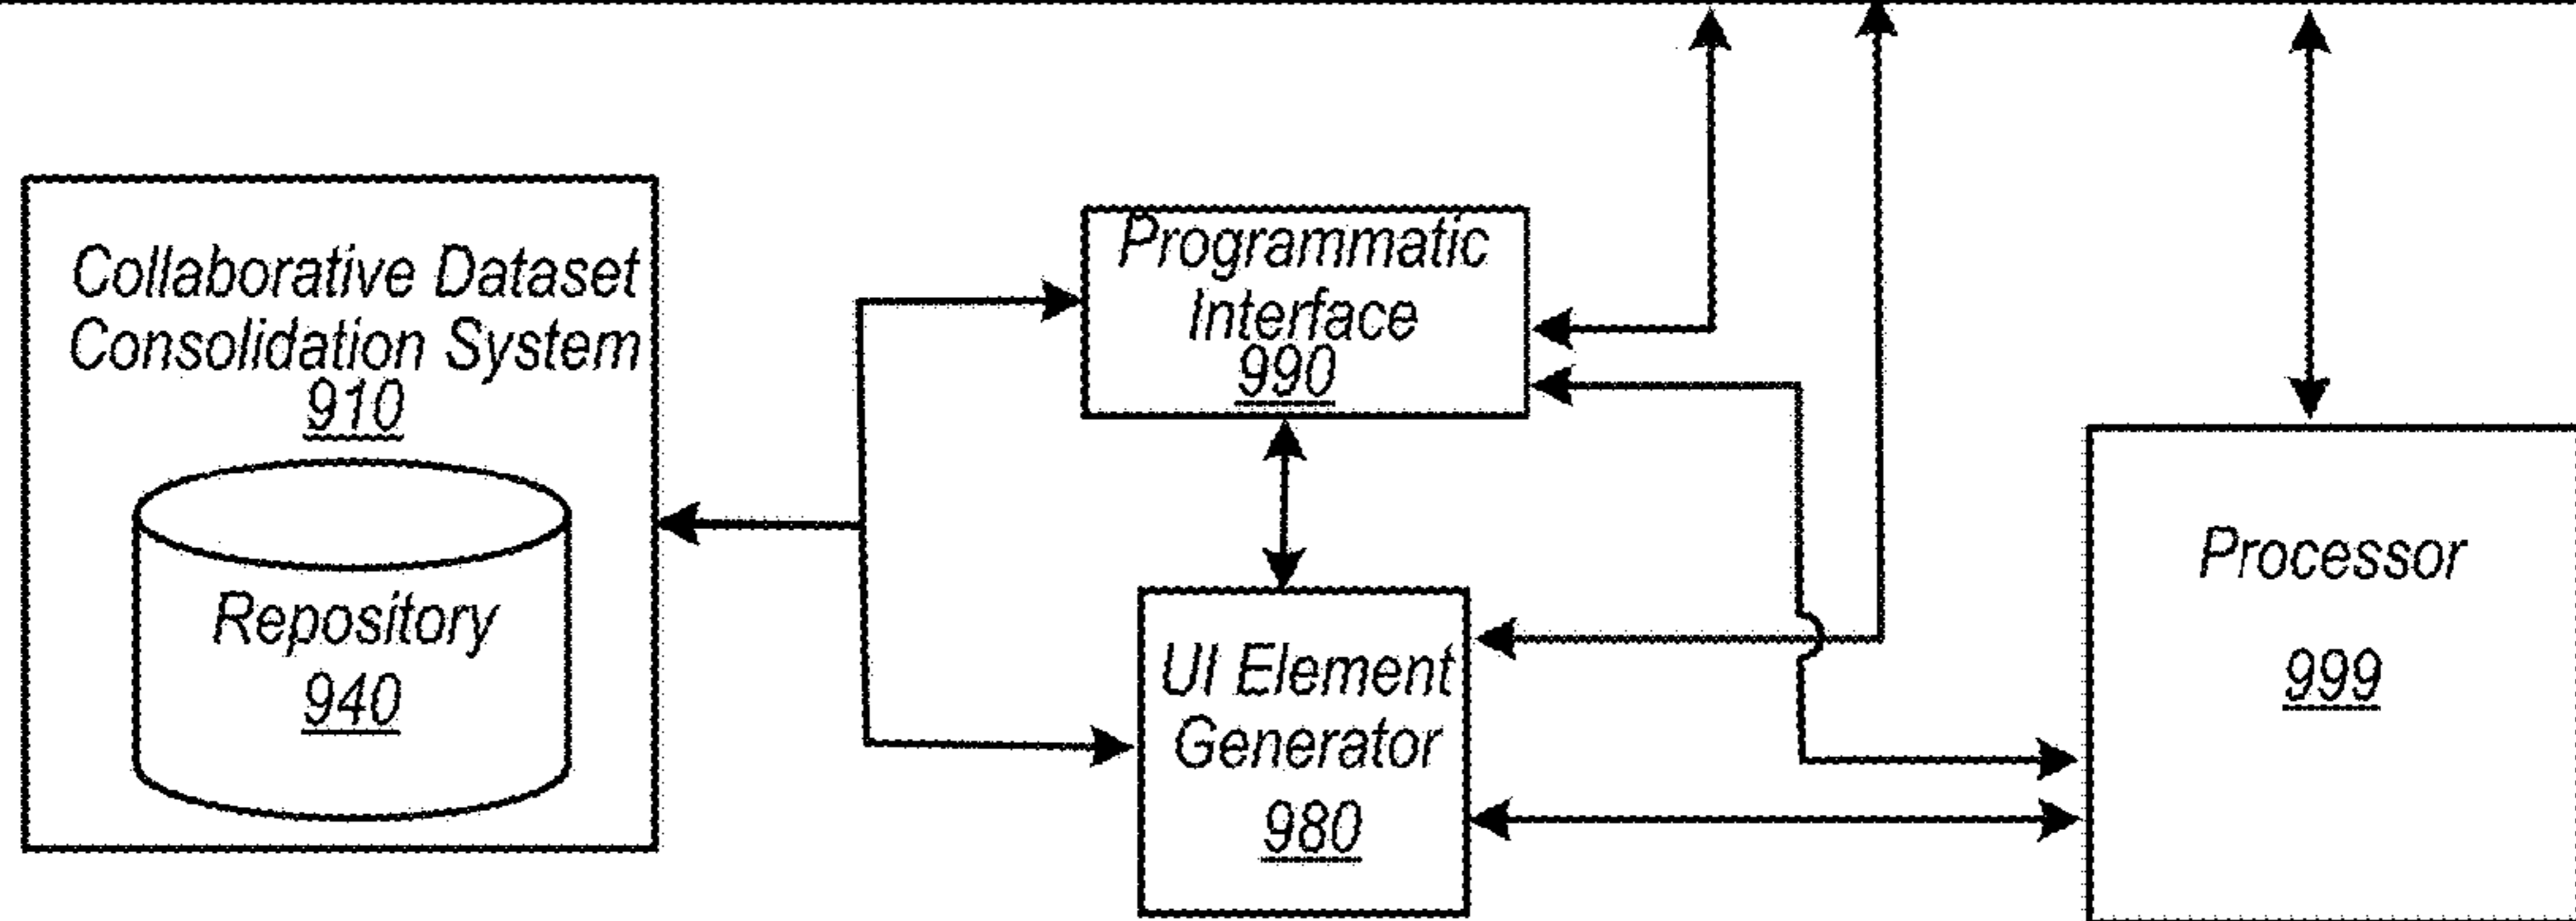 Collaborative Dataset
Consolidation System
910
Repository
940
Programmatic
Interface
990
UI Element
Generator
980
Processor
999